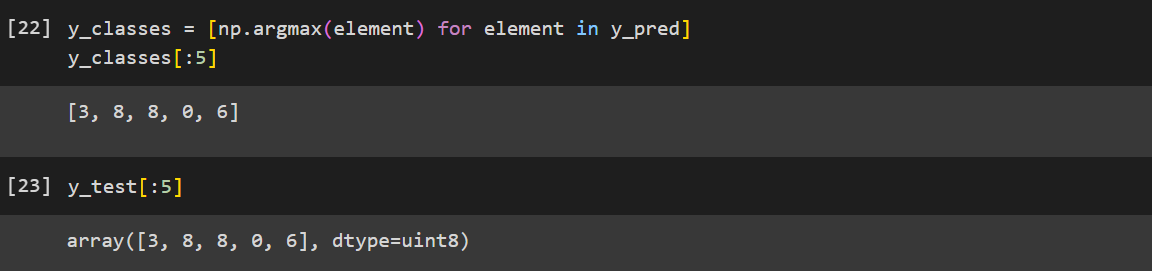 [22] y_classes = [np.argmax(element) for element in y_pred]
y_classes[:5]
[3, 8, 8, 0, 6]
[23] y_test[:5]
array([3, 8, 8, 0, 6], dtype=uint8)